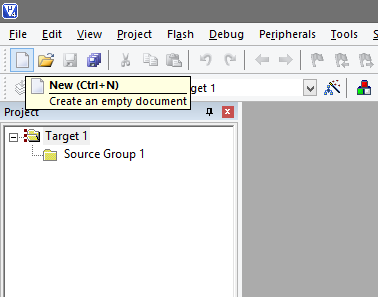 File Edit View Project Flash Debug Peripherals Tools
New (Ctrl+N)
Create an empty document
get 1
Project
Target 1
Source Group 1